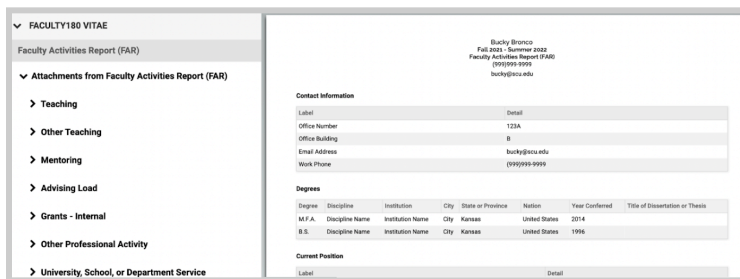 FACULTY180 VITAE
Faculty Activities Report (FAR)
Attachments from Faculty Activities Report (FAR)
Teaching
Other Teaching
Mentoring
Advising Load
Grants - Internal
Other Professional Activity
University, School, or Department Service
Bucky Bronco
Fall 2021 - Summer 2022
Faculty Activities Report (FAR)
(999)999-9999
bucky@scu.edu
Contact Information
Label Detail
Office Number 123A
Office Building B
Email Address bucky@scu.edu
Work Phone (999)999-9999
Degrees
Degree Discipline Institution City State or Province Nation Year Conferred Title of Dissertation or Thesis
M.F.A. Discipline Name Institution Name City Kansas United States 2014
B.S. Discipline Name Institution Name City Kansas United States 1996
Current Position
Label Detail